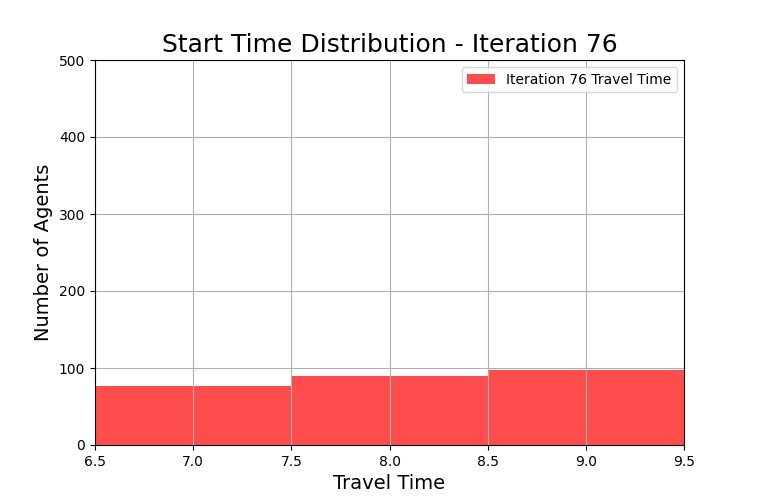 Start Time Distribution - Iteration 76
Iteration 76 Travel Time
Number of Agents
500
400
300
200
100
0
6.5 7.0 7.5 8.0 8.5 9.0 9.5
Travel Time